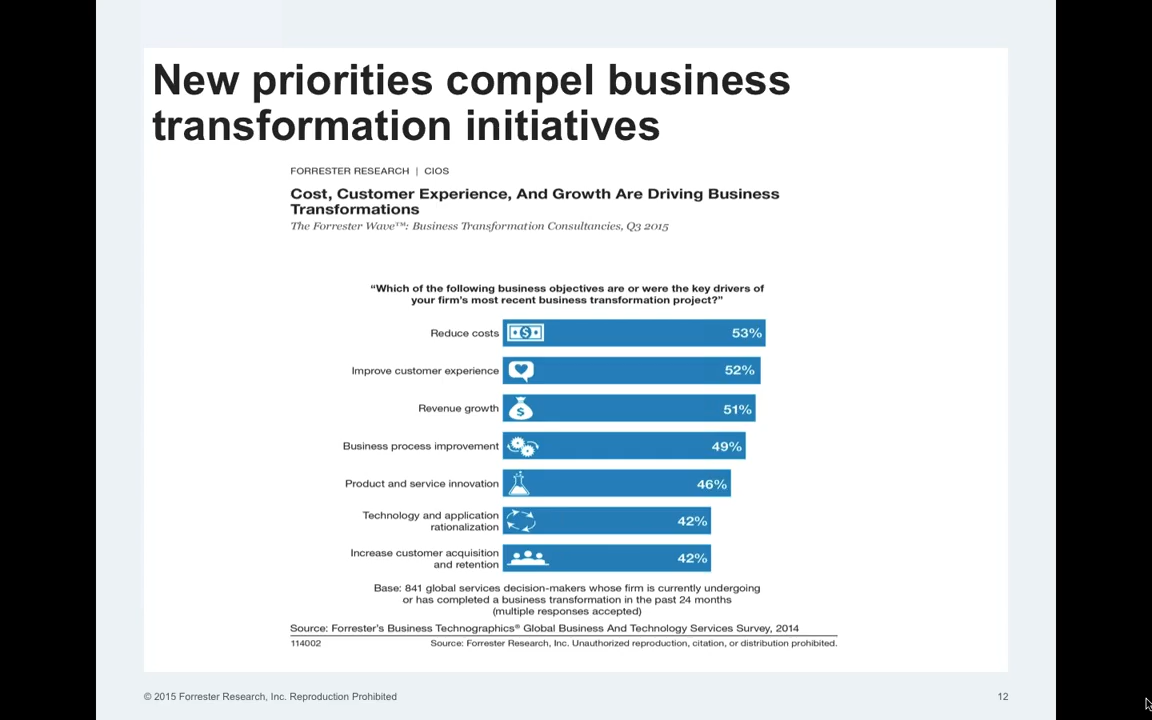 New priorities compel business
transformation initiatives
FORRESTER RESEARCH | CIOS
Cost, Customer Experience, And Growth Are Driving Business
Transformations
The Forrester Wave™: Business Transformation Consultancies, Q3 2015
“Which of the following business objectives are or were the key drivers of
your firm's most recent business transformation project?”
Reduce costs $ 53%
Improve customer experience 52%
Revenue growth $ 51%
Business process improvement 49%
Product and service innovation 46%
Technology and application
rationalization 42%
Increase customer acquisition
and retention 42%
Base: 841 global services decision-makers whose firm is currently undergoing
or has completed a business transformation in the past 24 months
(multiple responses accepted)
Source: Forrester's Business Technographics® Global Business And Technology Services Survey, 2014
114002 Source: Forrester Research, Inc. Unauthorized reproduction, citation, or distribution prohibited.
© 2015 Forrester Research, Inc. Reproduction Prohibited 12